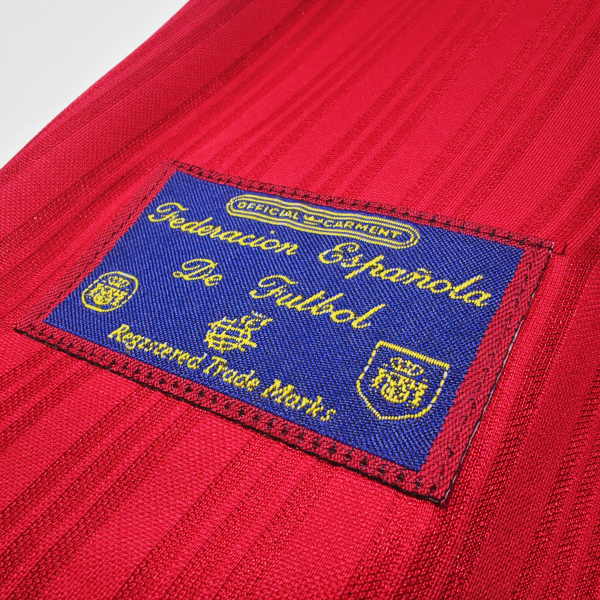 OFFICIAL GARMENT
Federacion Española
De Futbol
Registered Trade Marks